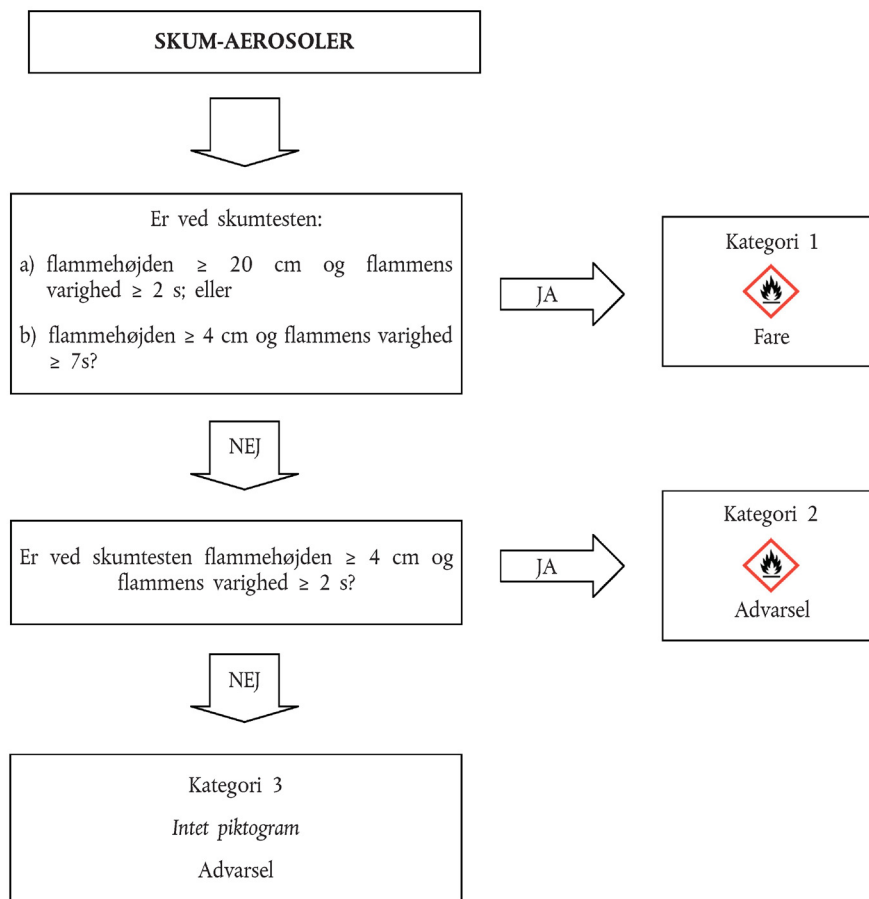 SKUM-AEROSOLER
Er ved skumtesten:
a) flammehøjden ≥ 20 cm og flammens
varighed ≥ 2 s; eller
b) flammehøjden ≥ 4 cm og flammens varighed
≥ 7s?
JA
Kategori 1
Fare
NEJ
Er ved skumtesten flammehøjden ≥ 4 cm og
flammens varighed ≥ 2 s?
JA
Kategori 2
Advarsel
NEJ
Kategori 3
Intet piktogram
Advarsel